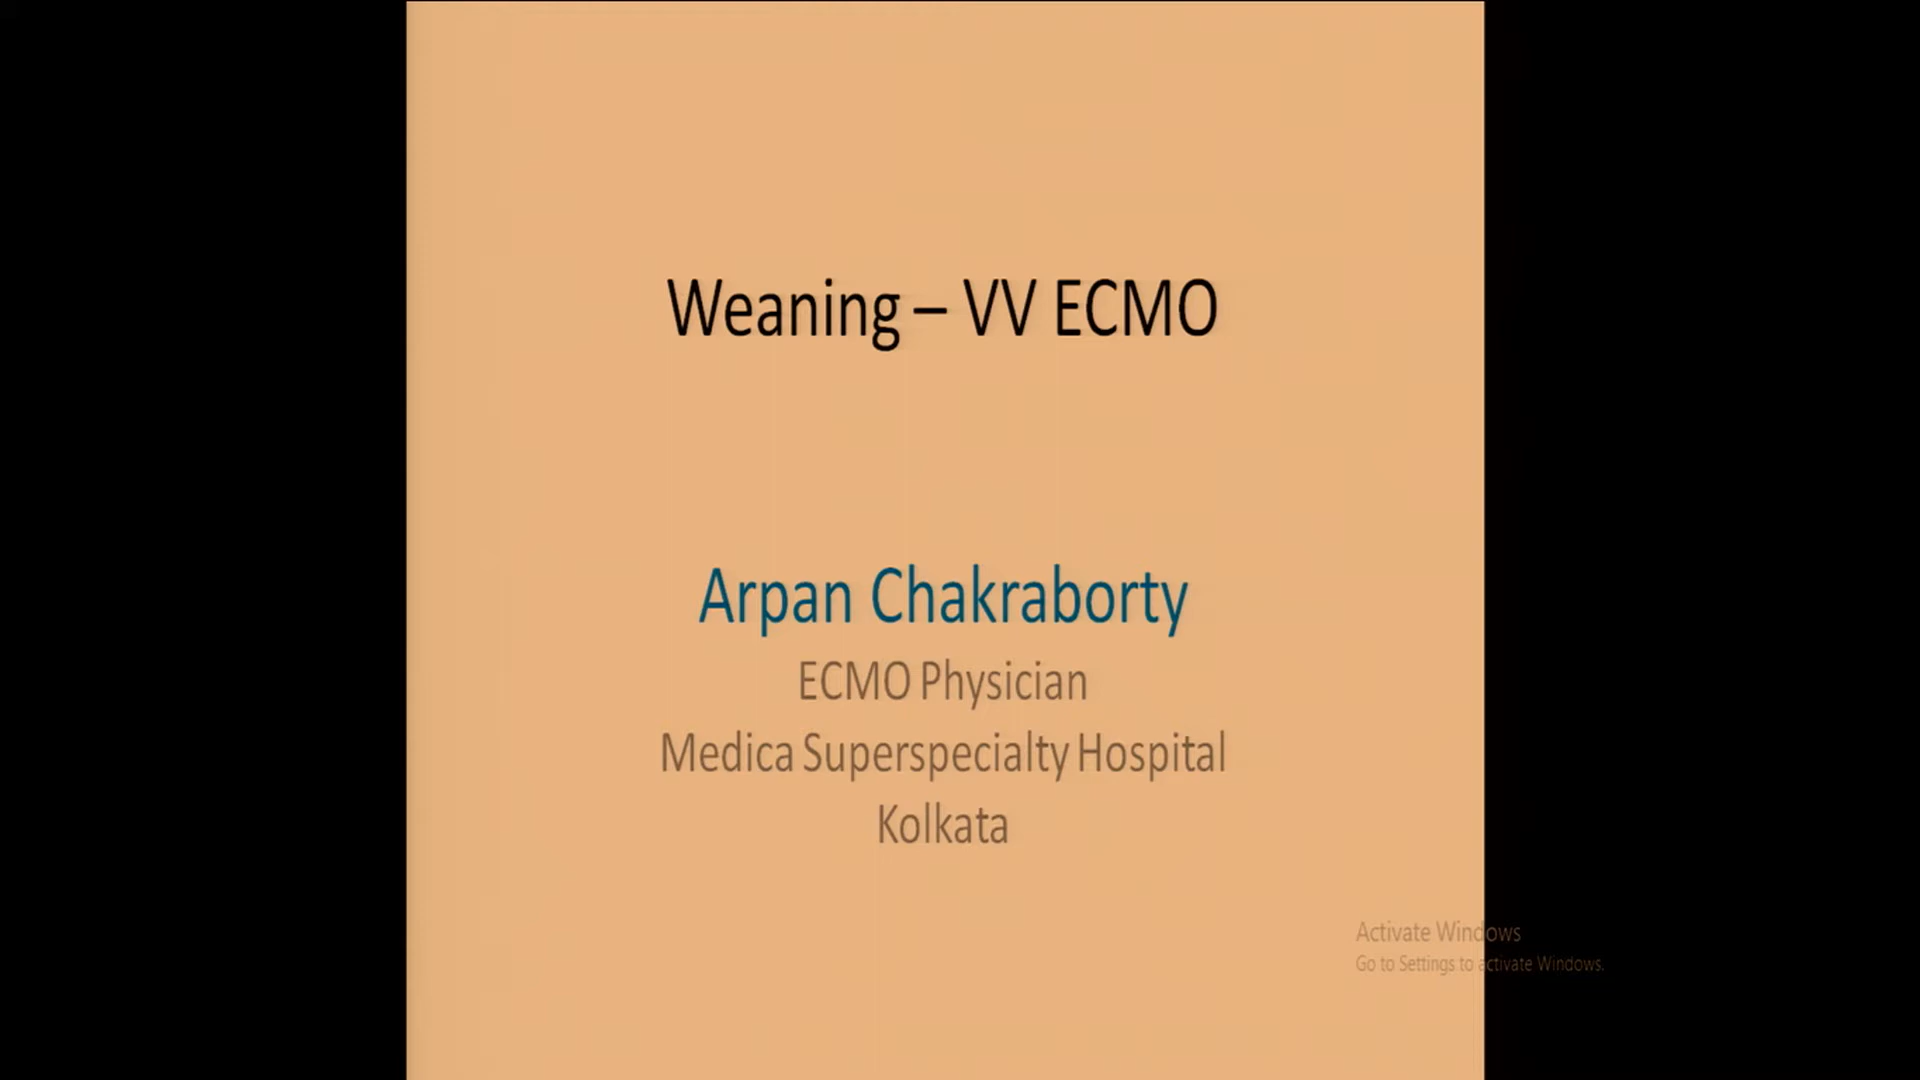 Weaning – VV ECMO
Arpan Chakraborty
ECMO Physician
Medica Superspecialty Hospital
Kolkata
Activate Windows
Go to Settings to activate Windows.